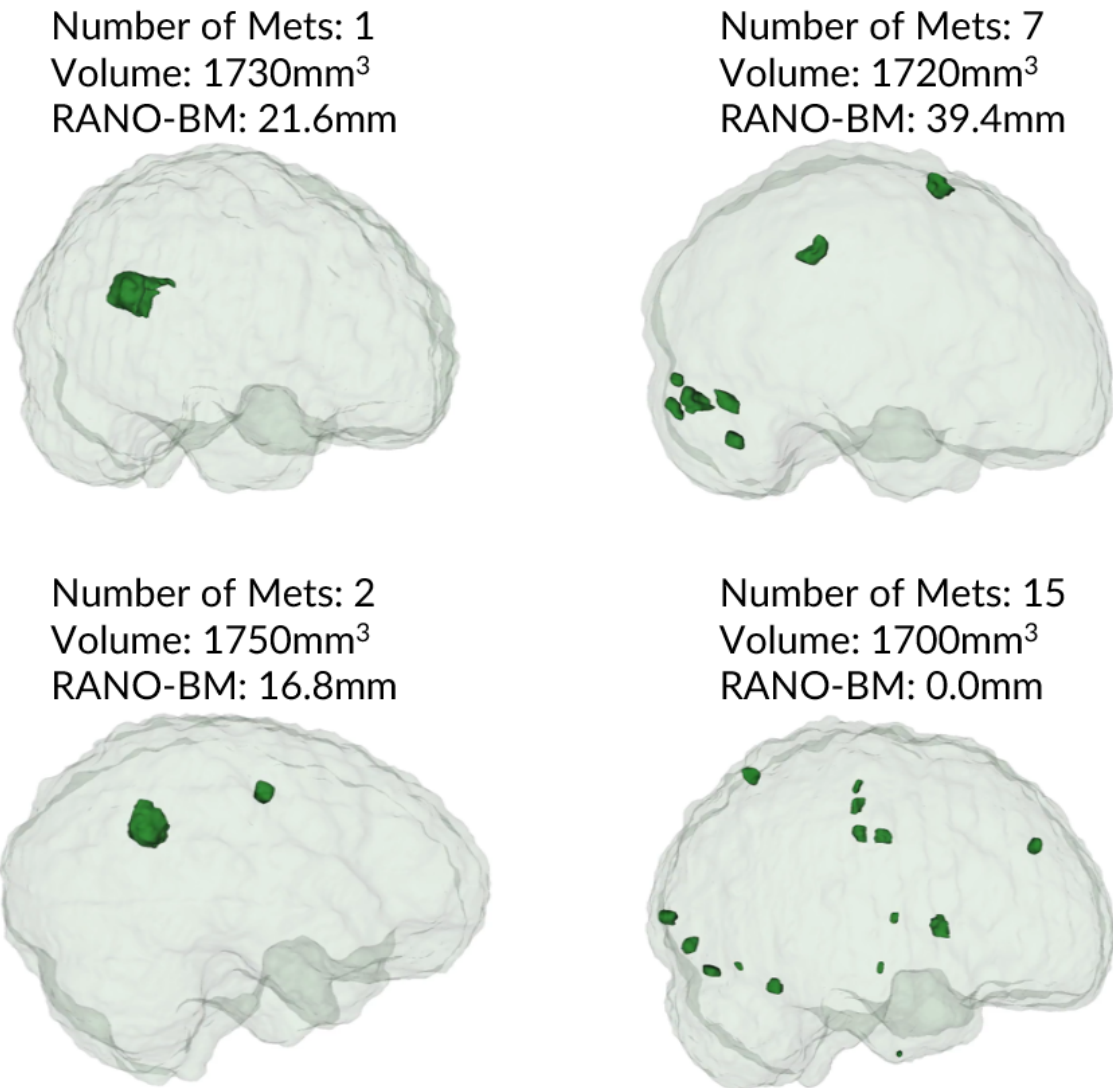 Number of Mets: 1
Volume: 1730mm³
RANO-BM: 21.6mm
Number of Mets: 7
Volume: 1720mm³
RANO-BM: 39.4mm
Number of Mets: 2
Volume: 1750mm³
RANO-BM: 16.8mm
Number of Mets: 15
Volume: 1700mm³
RANO-BM: 0.0mm